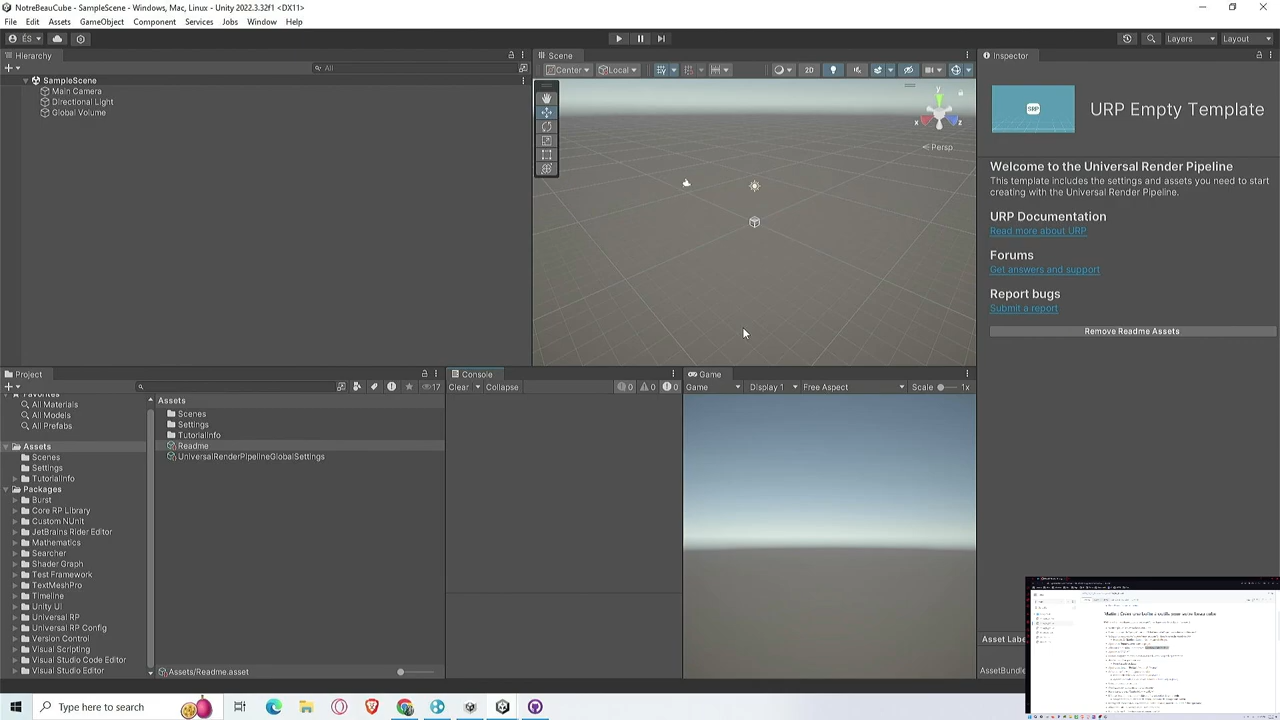 NotreBeauCube - SampleScene - Windows, Mac, Linux - Unity 2022.3.32f1 <DX11>
File Edit Assets GameObject Component Services Jobs Window Help
ÉS Layers Layout
Hierarchy
All
SampleScene
Main Camera
Directional Light
Global Volume
Scene
Center Local 2D
y
x z
Persp
Inspector
SRP
URP Empty Template
Welcome to the Universal Render Pipeline
This template includes the settings and assets you need to start
creating with the Universal Render Pipeline.
URP Documentation
Read more about URP
Forums
Get answers and support
Report bugs
Submit a report
Remove Readme Assets
Project
17
Favorites
All Materials
All Models
All Prefabs
Assets
Scenes
Settings
TutorialInfo
Packages
Burst
Core RP Library
Custom NUnit
JetBrains Rider Editor
Mathematics
Searcher
Shader Graph
Test Framework
TextMeshPro
Timeline
Unity UI
Universal RP
Universal RP Config
Version Control
Visual Scripting
Visual Studio Code Editor
Visual Studio Editor
Assets
Scenes
Settings
TutorialInfo
Readme
UniversalRenderPipelineGlobalSettings
Assets/Readm
Console
Clear Collapse 0 0 0
Game
Game Display 1 Free Aspect Scale 1x
Asset Labe
AssetBundl
Type here to search